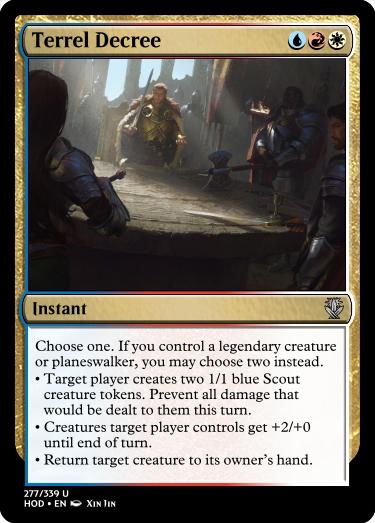 Terrel Decree
Instant
Choose one. If you control a legendary creature
or planeswalker, you may choose two instead.
• Target player creates two 1/1 blue Scout
creature tokens. Prevent all damage that
would be dealt to them this turn.
• Creatures target player controls get +2/+0
until end of turn.
• Return target creature to its owner's hand.
277/339 U
HOD • EN XIN JIN